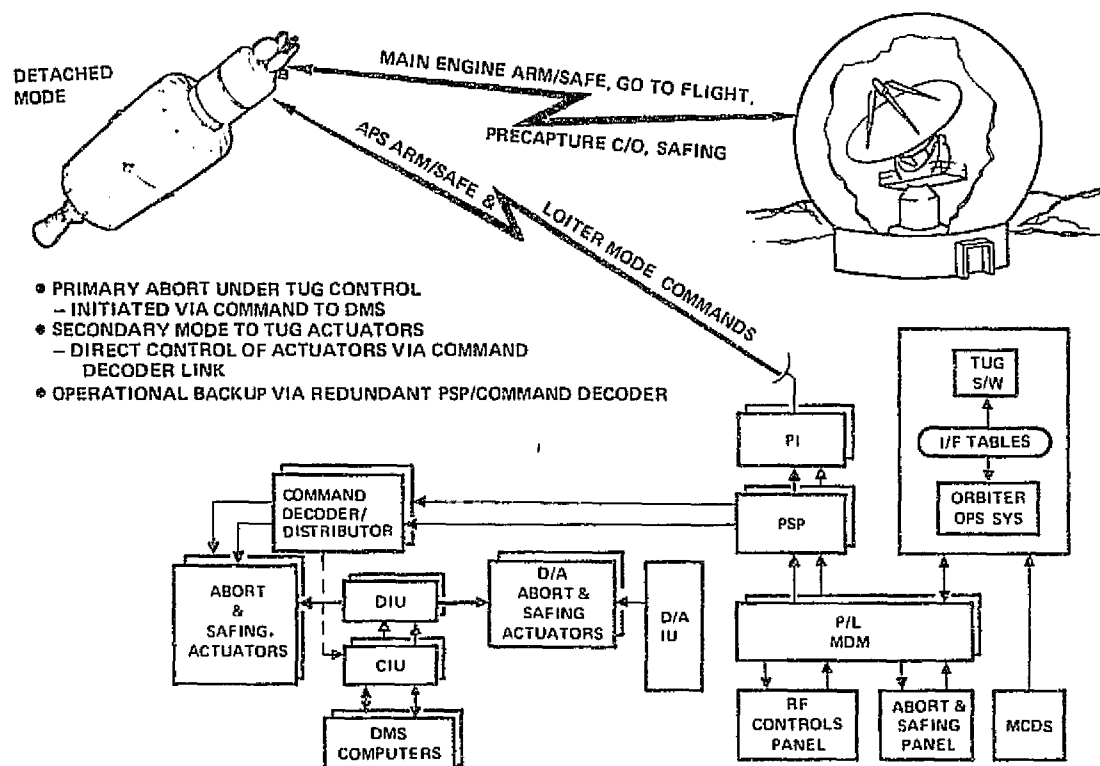 DETACHED
MODE
MAIN ENGINE ARM/SAFE, GO TO FLIGHT,
PRECAPTURE C/O, SAFING
APS ARM/SAFE &
LOITER MODE COMMANDS
• PRIMARY ABORT UNDER TUG CONTROL
– INITIATED VIA COMMAND TO DMS
• SECONDARY MODE TO TUG ACTUATORS
– DIRECT CONTROL OF ACTUATORS VIA COMMAND
DECODER LINK
• OPERATIONAL BACKUP VIA REDUNDANT PSP/COMMAND DECODER
TUG
S/W
I/F TABLES
ORBITER
OPS SYS
PI
PSP
COMMAND
DECODER/
DISTRIBUTOR
ABORT
&
SAFING.
ACTUATORS
DIU
CIU
DMS
COMPUTERS
D/A
ABORT &
SAFING
ACTUATORS
D/A
IU
P/L
MDM
RF
CONTROLS
PANEL
ABORT &
SAFING
PANEL
MCDS